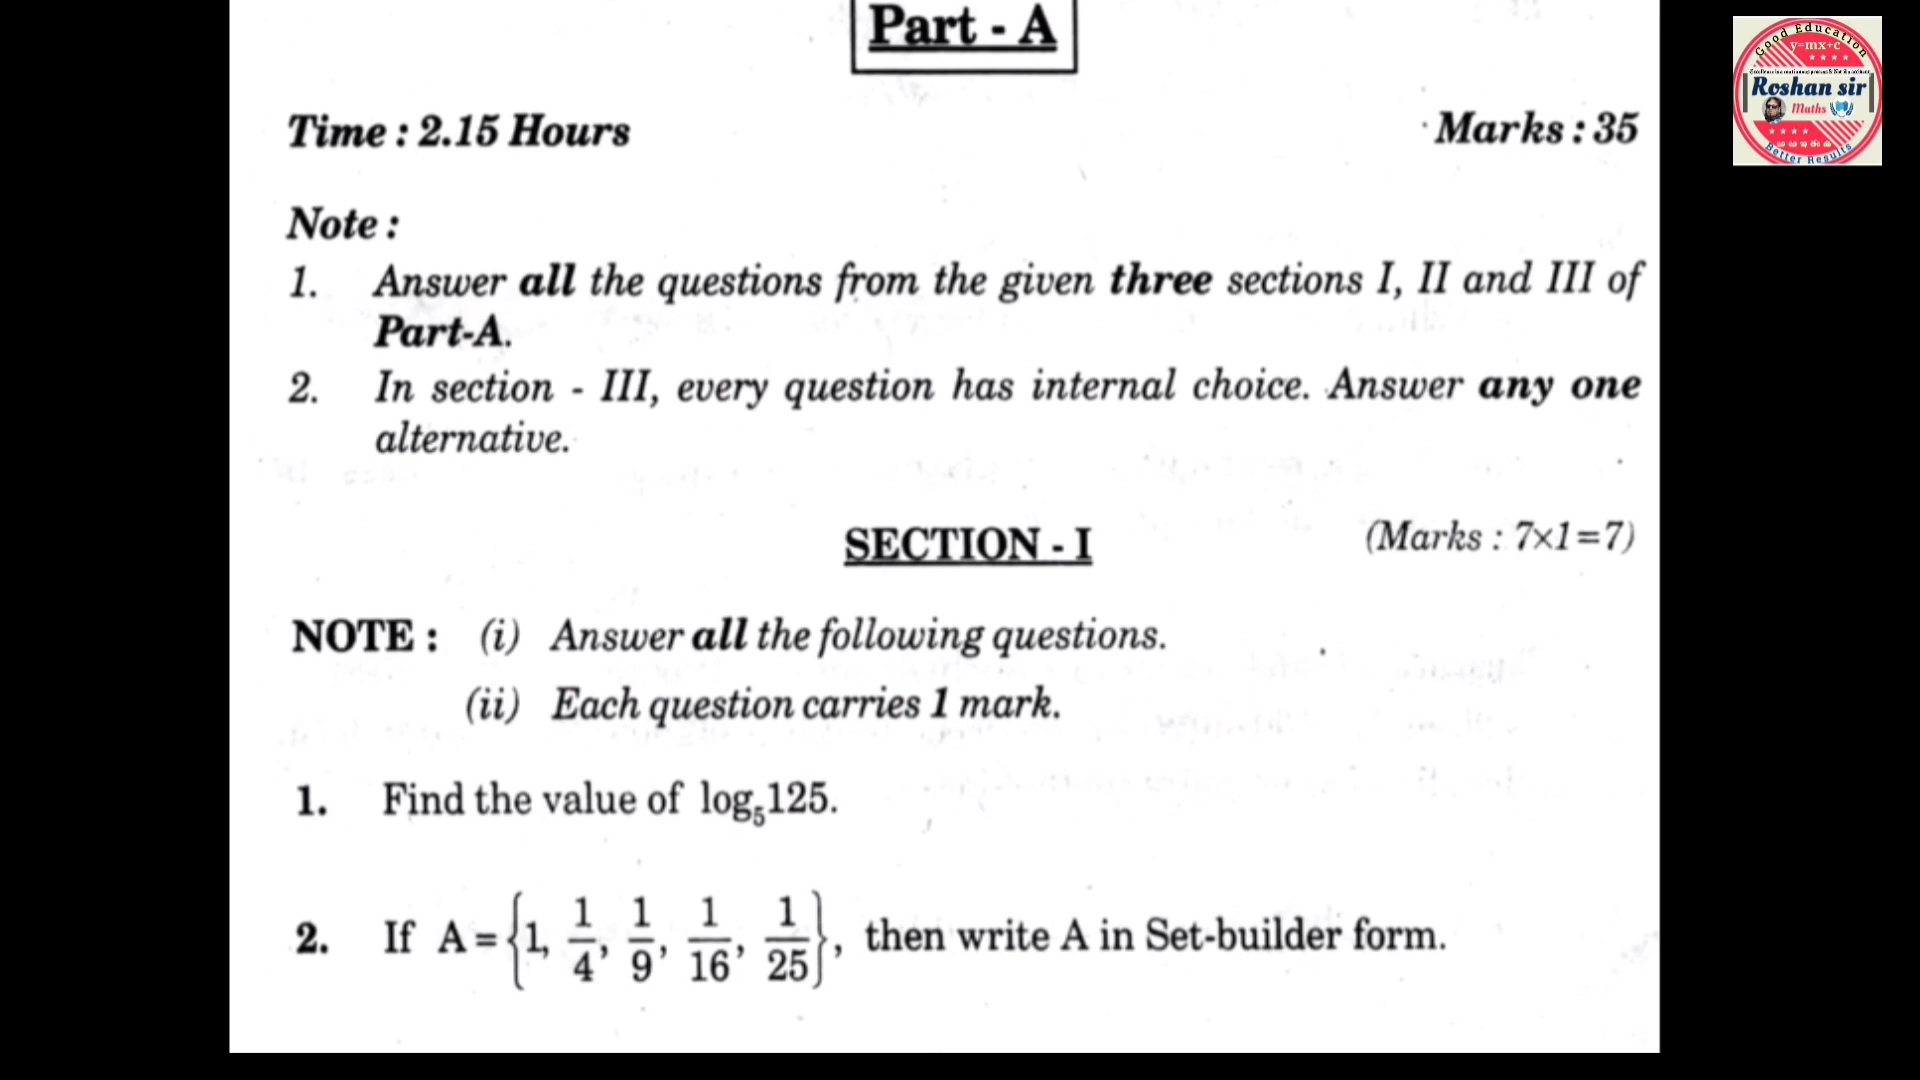 Part - A
Time : 2.15 Hours
Marks : 35
Note :
1. Answer all the questions from the given three sections I, II and III of
Part-A.
2. In section - III, every question has internal choice. Answer any one
alternative.
SECTION - I
(Marks : 7×1=7)
NOTE : (i) Answer all the following questions.
(ii) Each question carries 1 mark.
1. Find the value of log₅125.
2. If A = {1, 1/4, 1/9, 1/16, 1/25}, then write A in Set-builder form.
Good Education
y=mx+c
Roshan sir
Maths
Better Results